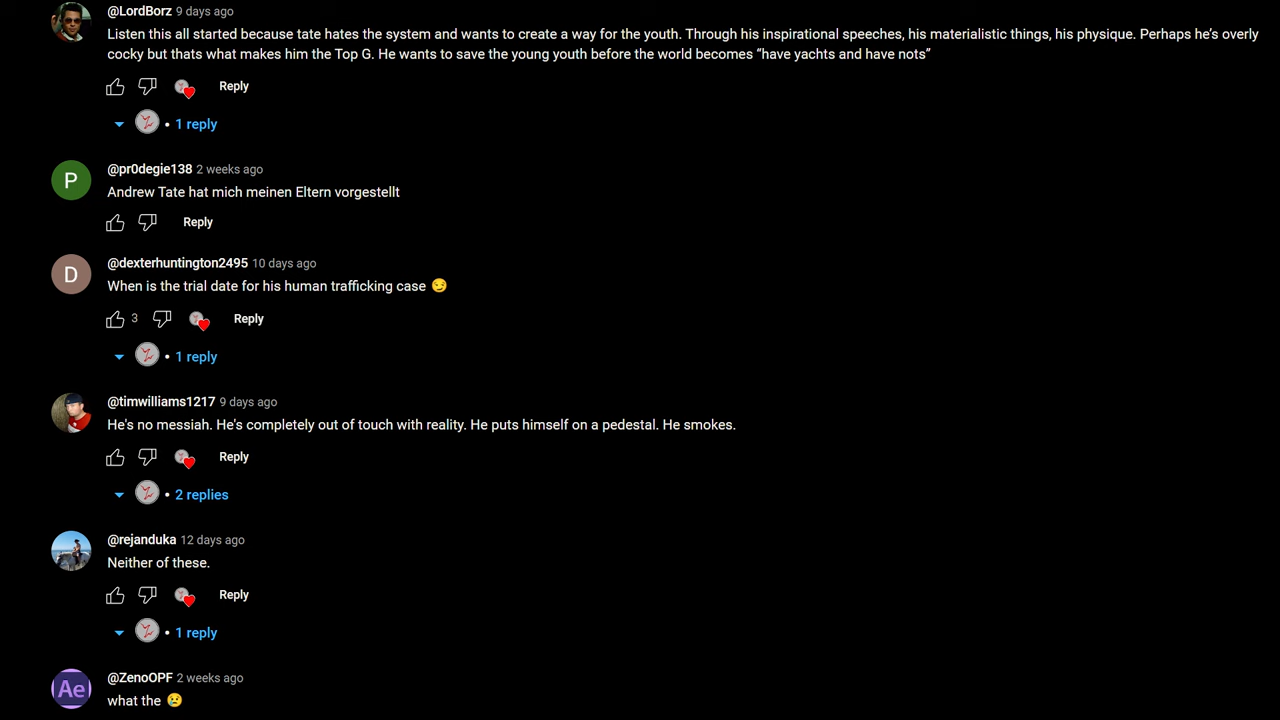 @LordBorz 9 days ago
Listen this all started because tate hates the system and wants to create a way for the youth. Through his inspirational speeches, his materialistic things, his physique. Perhaps he's overly
cocky but thats what makes him the Top G. He wants to save the young youth before the world becomes “have yachts and have nots”
Reply
• 1 reply
P
@pr0degie138 2 weeks ago
Andrew Tate hat mich meinen Eltern vorgestellt
Reply
D
@dexterhuntington2495 10 days ago
When is the trial date for his human trafficking case 😏
3 Reply
• 1 reply
@timwilliams1217 9 days ago
He's no messiah. He's completely out of touch with reality. He puts himself on a pedestal. He smokes.
Reply
• 2 replies
@rejanduka 12 days ago
Neither of these.
Reply
• 1 reply
Ae
@ZenoOPF 2 weeks ago
what the 😢